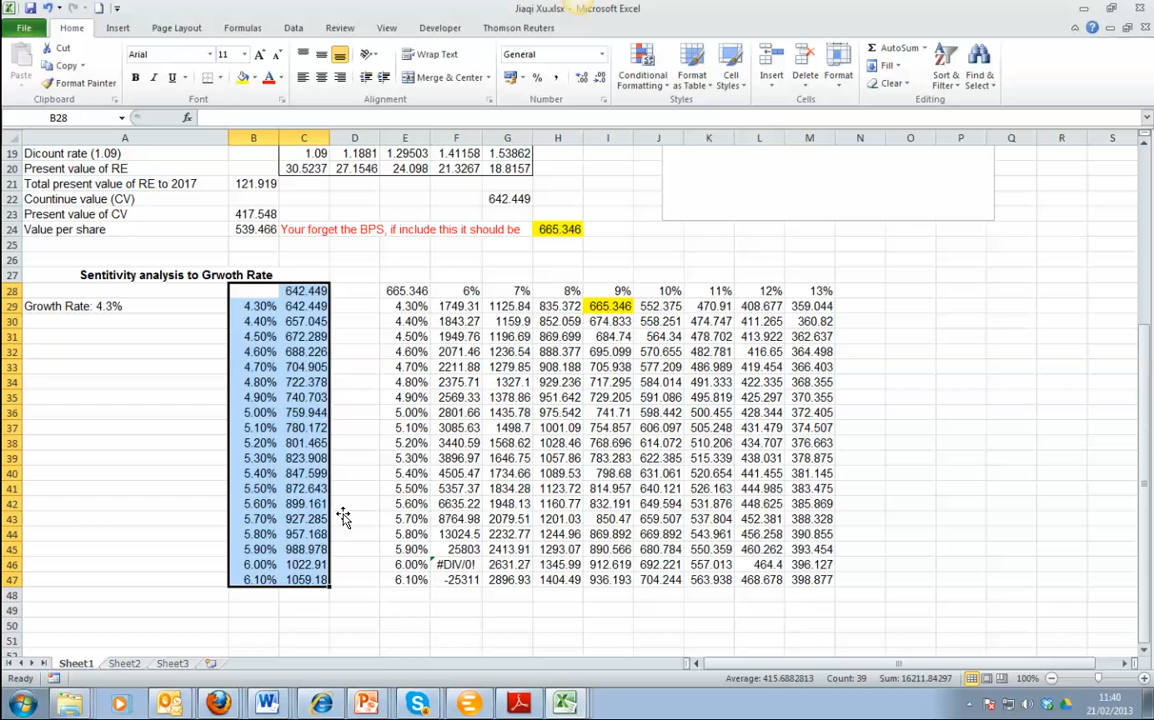 Jiaqi Xu.xlsx - Microsoft Excel
File Home Insert Page Layout Formulas Data Review View Developer Thomson Reuters
Cut
Copy
Format Painter
Paste
Clipboard
Arial 11
B I U
Font
Wrap Text
Merge & Center
Alignment
General
% ,
Number
Conditional Formatting
Format as Table
Cell Styles
Styles
Insert Delete Format
Cells
AutoSum
Fill
Clear
Sort & Filter
Find & Select
Editing
B28 fx
A B C D E F G H I J K L M N O P Q R S
19 Dicount rate (1.09) 1.09 1.1881 1.29503 1.41158 1.53862
20 Present value of RE 30.5237 27.1546 24.098 21.3267 18.8157
21 Total present value of RE to 2017 121.919
22 Countinue value (CV) 642.449
23 Present value of CV 417.548
24 Value per share 539.466 Your forget the BPS, if include this it should be 665.346
25
26
27 Sentitivity analysis to Grwoth Rate
28 642.449 665.346 6% 7% 8% 9% 10% 11% 12% 13%
29 Growth Rate: 4.3% 4.30% 642.449 4.30% 1749.31 1125.84 835.372 665.346 552.375 470.91 408.677 359.044
30 4.40% 657.045 4.40% 1843.27 1159.9 852.059 674.833 558.251 474.747 411.265 360.82
31 4.50% 672.289 4.50% 1949.76 1196.69 869.699 684.74 564.34 478.702 413.922 362.637
32 4.60% 688.226 4.60% 2071.46 1236.54 888.377 695.099 570.655 482.781 416.65 364.498
33 4.70% 704.905 4.70% 2211.88 1279.85 908.188 705.938 577.209 486.989 419.454 366.403
34 4.80% 722.378 4.80% 2375.71 1327.1 929.236 717.295 584.014 491.333 422.335 368.355
35 4.90% 740.703 4.90% 2569.33 1378.86 951.642 729.205 591.086 495.819 425.297 370.355
36 5.00% 759.944 5.00% 2801.66 1435.78 975.542 741.71 598.442 500.455 428.344 372.405
37 5.10% 780.172 5.10% 3085.63 1498.7 1001.09 754.857 606.097 505.248 431.479 374.507
38 5.20% 801.465 5.20% 3440.59 1568.62 1028.46 768.696 614.072 510.206 434.707 376.663
39 5.30% 823.908 5.30% 3896.97 1646.75 1057.86 783.283 622.385 515.339 438.031 378.875
40 5.40% 847.599 5.40% 4505.47 1734.66 1089.53 798.68 631.061 520.654 441.455 381.145
41 5.50% 872.643 5.50% 5357.37 1834.28 1123.72 814.957 640.121 526.163 444.985 383.475
42 5.60% 899.161 5.60% 6635.22 1948.13 1160.77 832.191 649.594 531.876 448.625 385.869
43 5.70% 927.285 5.70% 8764.98 2079.51 1201.03 850.47 659.507 537.804 452.381 388.328
44 5.80% 957.168 5.80% 13024.5 2232.77 1244.96 869.892 669.892 543.961 456.258 390.855
45 5.90% 988.978 5.90% 25803 2413.91 1293.07 890.566 680.784 550.359 460.262 393.454
46 6.00% 1022.91 6.00% #DIV/0! 2631.27 1345.99 912.619 692.221 557.013 464.4 396.127
47 6.10% 1059.18 6.10% -25311 2896.93 1404.49 936.193 704.244 563.938 468.678 398.877
48
49
50
51
52
Sheet1 Sheet2 Sheet3
Ready Average: 415.6882813 Count: 39 Sum: 16211.84297 100%
11:40
21/02/2013